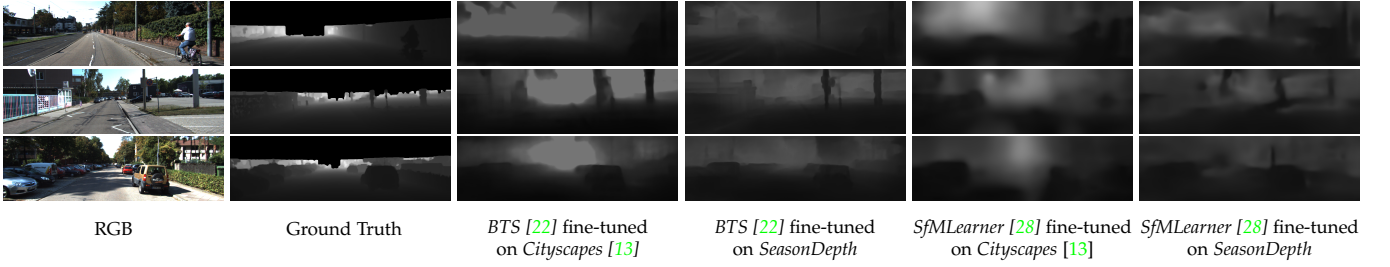 RGB
Ground Truth
BTS [22] fine-tuned
on Cityscapes [13]
BTS [22] fine-tuned
on SeasonDepth
SfMLearner [28] fine-tuned
on Cityscapes [13]
SfMLearner [28] fine-tuned
on SeasonDepth